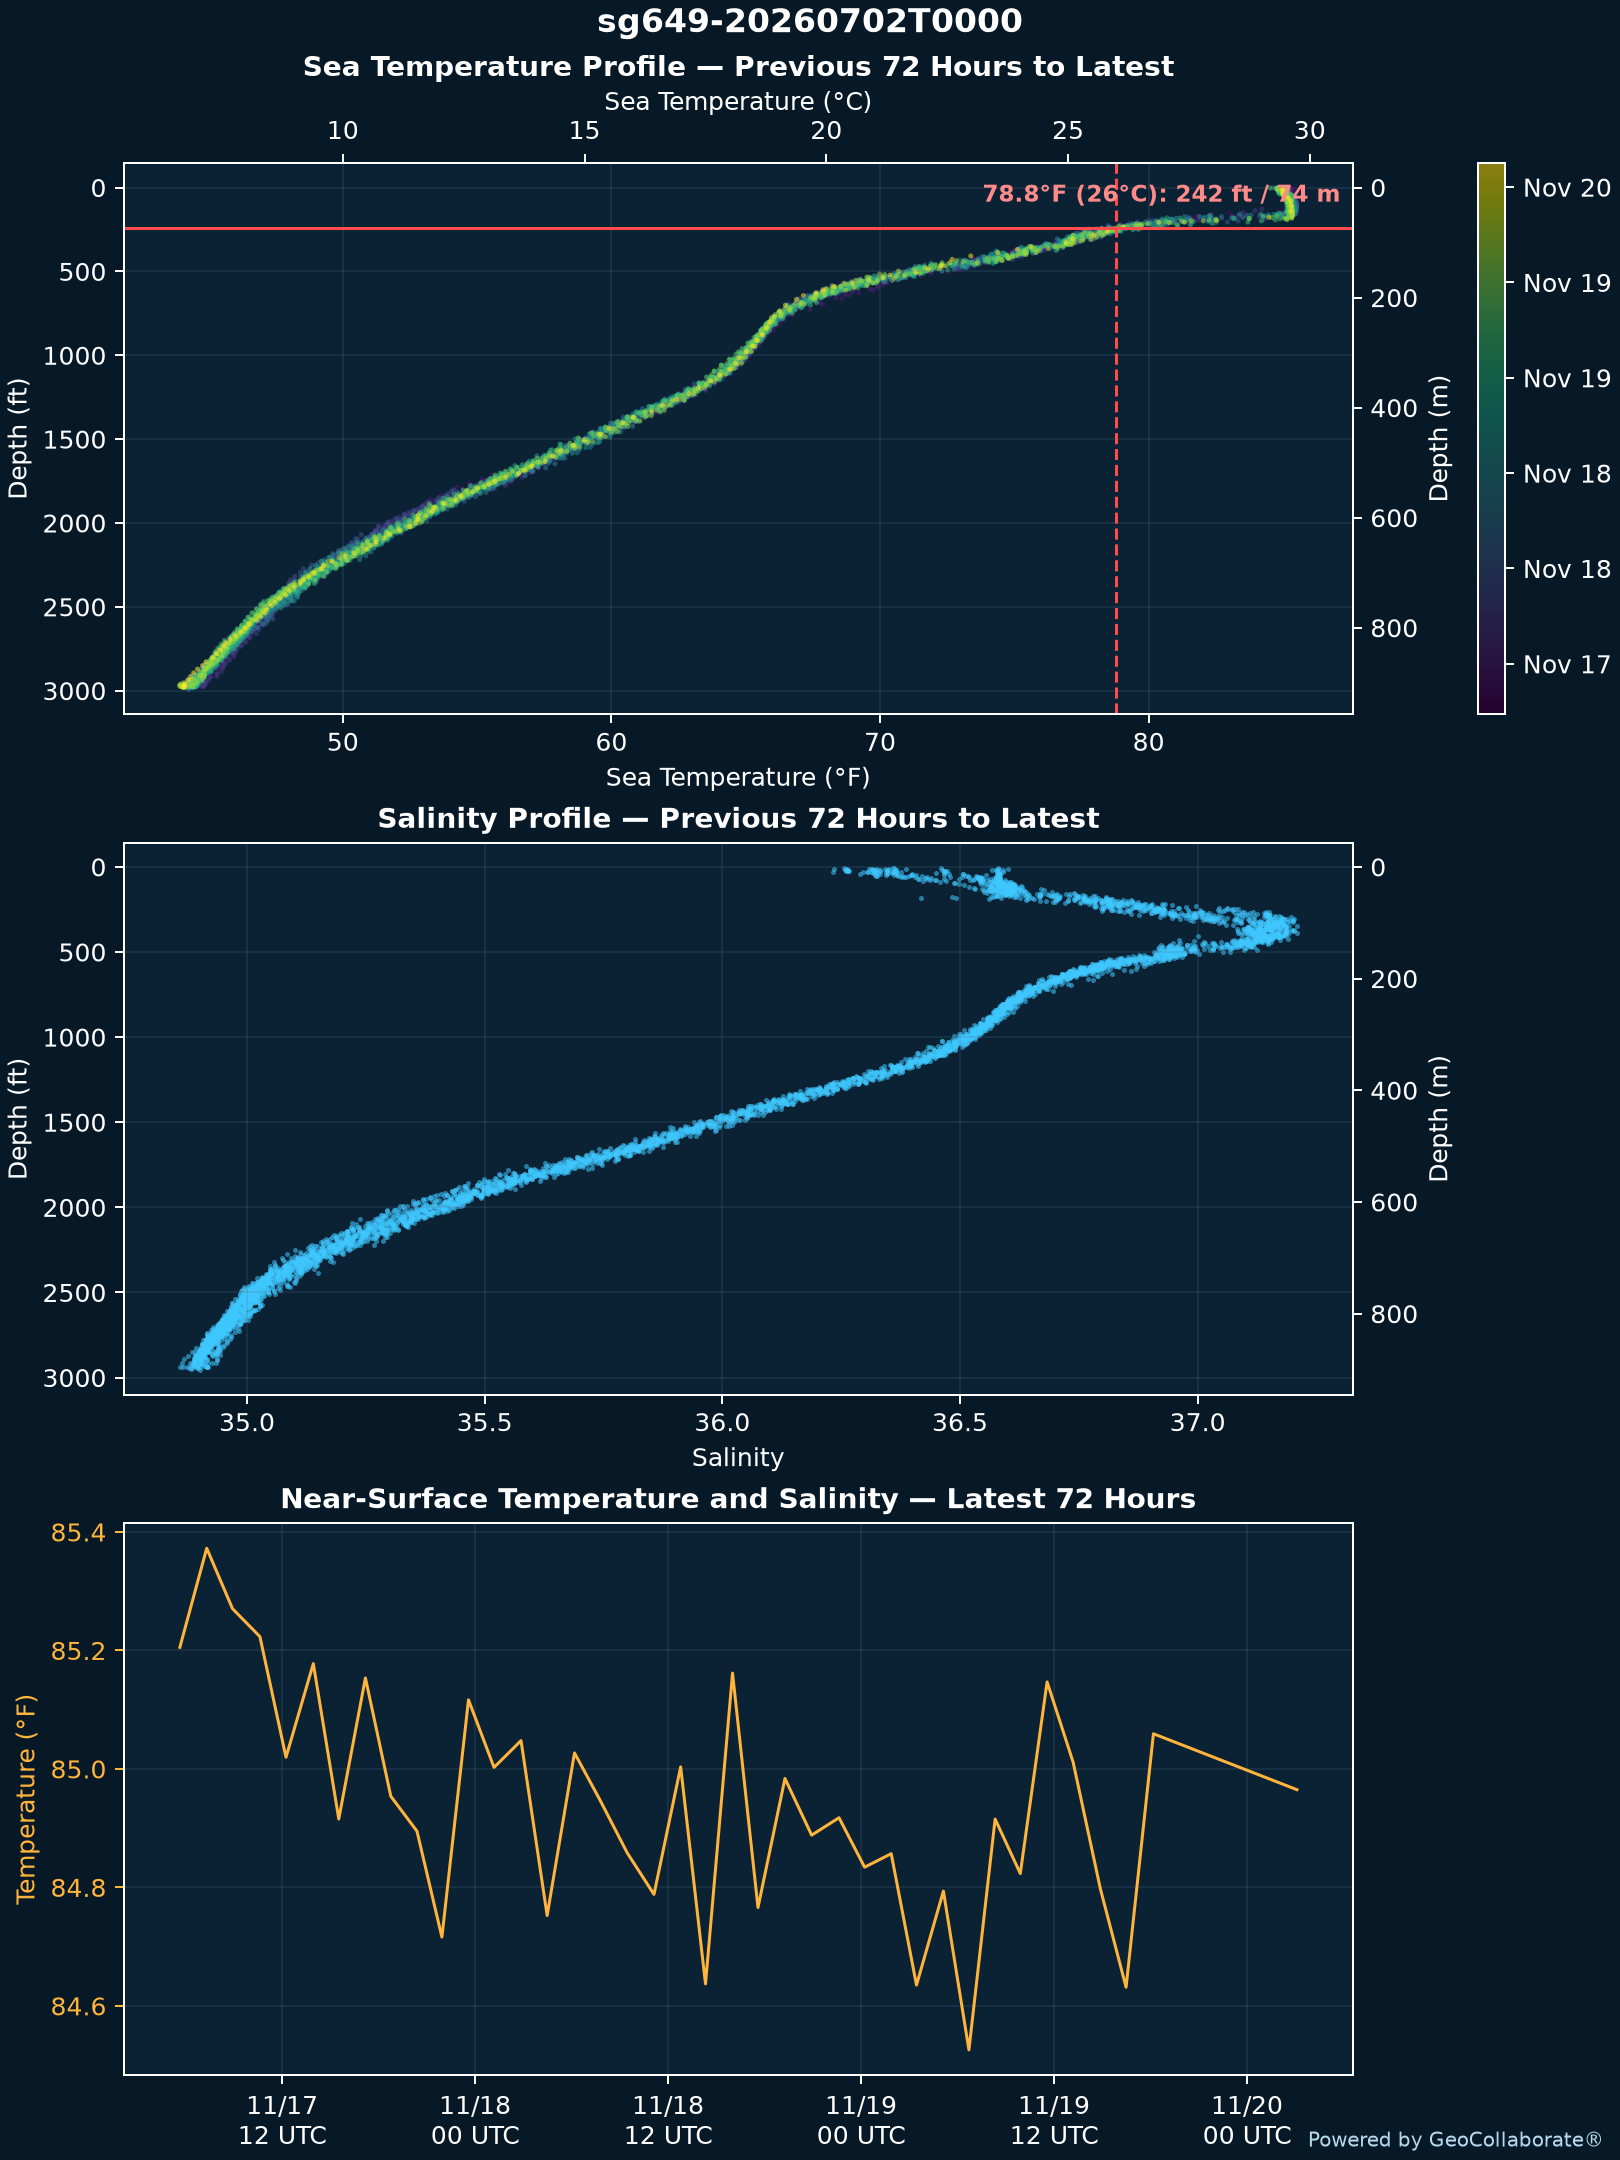 sg649-20260702T0000
Sea Temperature Profile — Previous 72 Hours to Latest
Sea Temperature (°C)
10 15 20 25 30
78.8°F (26°C): 242 ft / 74 m
0
500
1000
1500
2000
2500
3000
Depth (ft)
0
200
400
600
800
Depth (m)
Nov 20
Nov 19
Nov 19
Nov 18
Nov 18
Nov 17
50 60 70 80
Sea Temperature (°F)
Salinity Profile — Previous 72 Hours to Latest
0
500
1000
1500
2000
2500
3000
Depth (ft)
0
200
400
600
800
Depth (m)
35.0 35.5 36.0 36.5 37.0
Salinity
Near-Surface Temperature and Salinity — Latest 72 Hours
85.4
85.2
85.0
84.8
84.6
Temperature (°F)
11/17 11/18 11/18 11/19 11/19 11/20
12 UTC 00 UTC 12 UTC 00 UTC 12 UTC 00 UTC
Powered by GeoCollaborate®